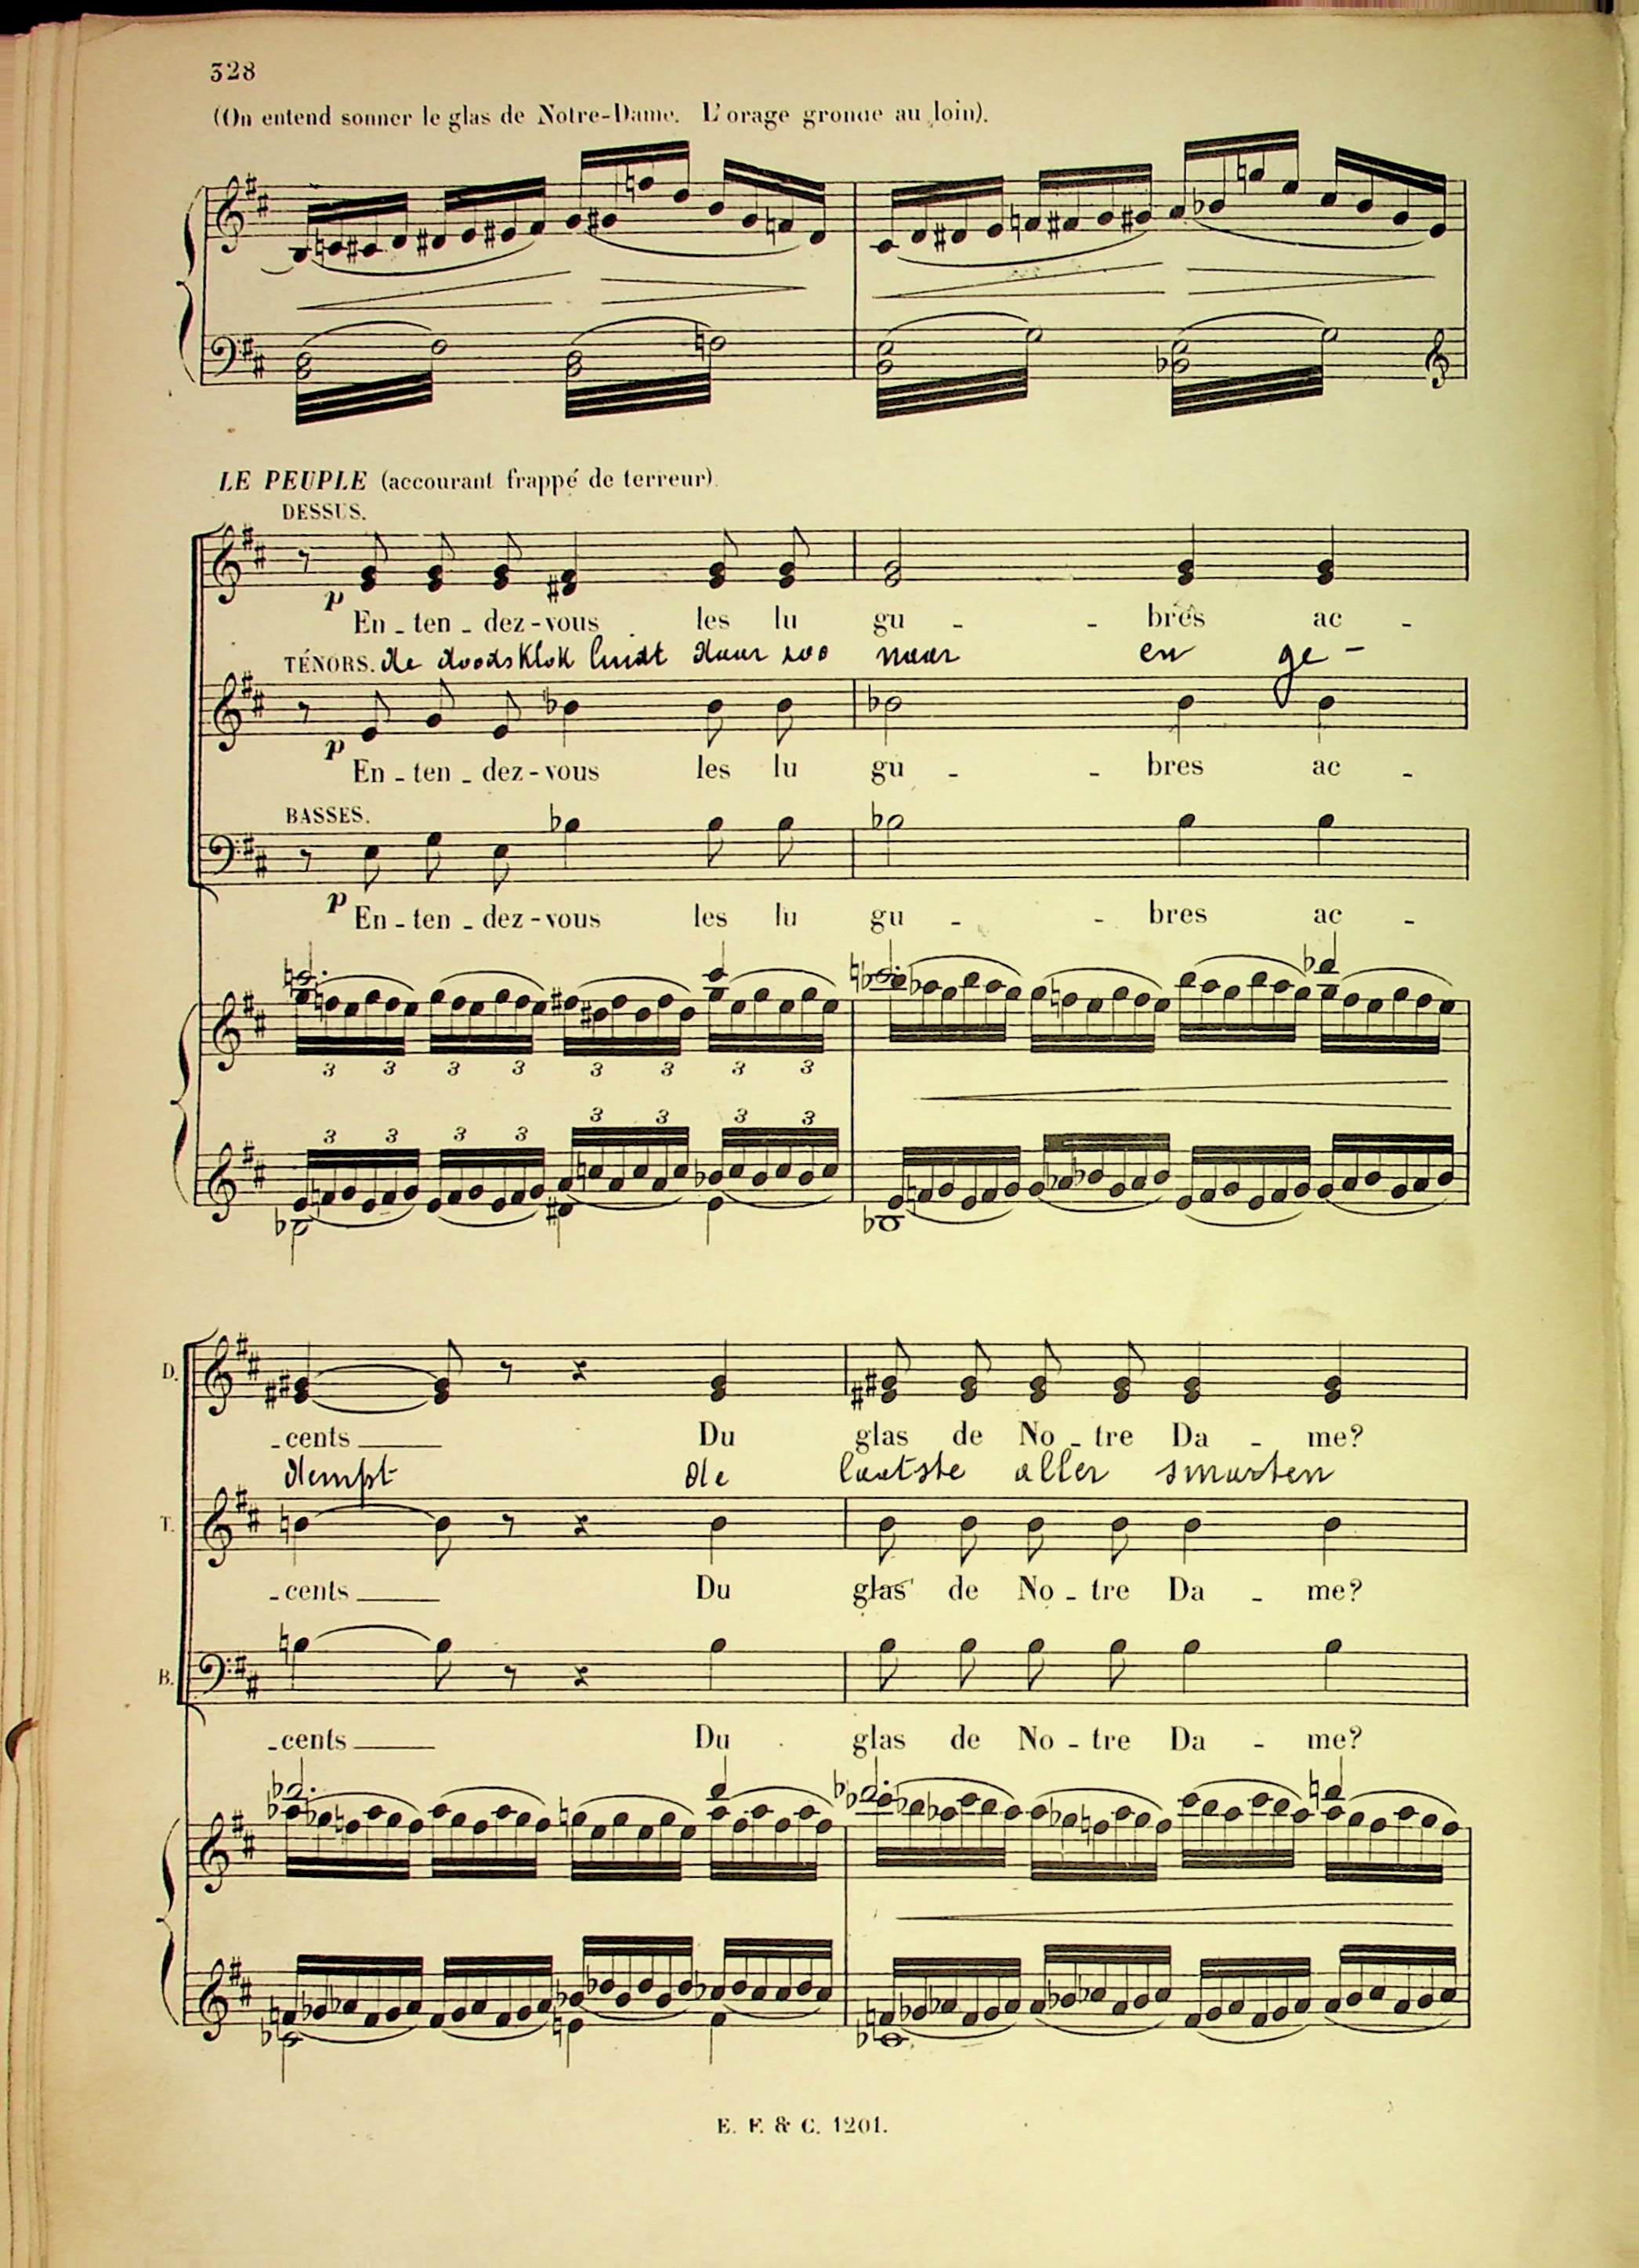 328
(On entend sonner le glas de Notre-Dame. L'orage gronde au loin).
LE PEUPLE (accourant frappé de terreur).
DESSUS.
p
En - ten - dez - vous les lu gu - - bres ac -
TÉNORS. de doodsklok luidt daar zoo naar en ge -
p
En - ten - dez - vous les lu gu - - bres ac -
BASSES.
p
En - ten - dez - vous les lu gu - - bres ac -
3 3 3 3 3 3 3 3
3 3 3 3 3 3 3 3
D.
- cents Du glas de No - tre Da - me?
dempt de laatste aller smarten
T.
- cents Du glas de No - tre Da - me?
B.
- cents Du glas de No - tre Da - me?
E. F. & C. 1201.